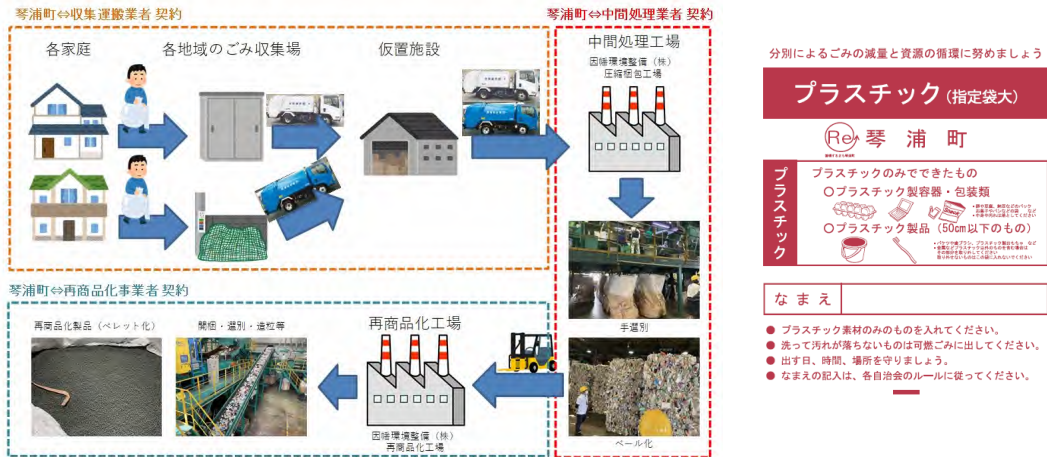 琴浦町⇔収集運搬業者 契約
各家庭
各地域のごみ収集場
仮置施設
琴浦町⇔中間処理業者 契約
中間処理工場
因幡環境整備（株）
圧縮梱包工場
手選別
ベール化
琴浦町⇔再商品化事業者 契約
再商品化製品（ペレット化）
開梱・選別・造粒等
再商品化工場
因幡環境整備（株）
再商品化工場
分別によるごみの減量と資源の循環に努めましょう
プラスチック（指定袋大）
Re 琴浦町
プラスチック
プラスチックのみでできたもの
○プラスチック製容器・包装類
○プラスチック製品（50cm以下のもの）
なまえ
● プラスチック素材のみのものを入れてください。
● 洗って汚れが落ちないものは可燃ごみに出してください。
● 出す日、時間、場所を守りましょう。
● なまえの記入は、各自治会のルールに従ってください。